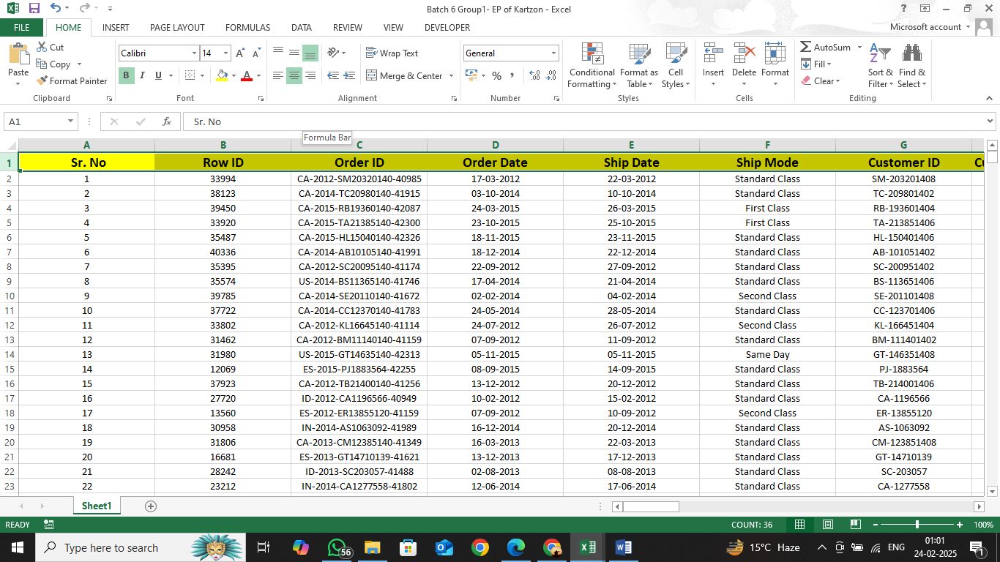 Batch 6 Group1- EP of Kartzon - Excel
FILE HOME INSERT PAGE LAYOUT FORMULAS DATA REVIEW VIEW DEVELOPER Microsoft account
Paste Cut Copy Format Painter Clipboard
Calibri 14 B I U Font
Wrap Text Merge & Center Alignment
General % Number
Conditional Formatting Format as Table Cell Styles Styles
Insert Delete Format Cells
AutoSum Fill Clear Sort & Filter Find & Select Editing
A1 fx Sr. No
Formula Bar
A B C D E F G
1 Sr. No Row ID Order ID Order Date Ship Date Ship Mode Customer ID
2 1 33994 CA-2012-SM20320140-40985 17-03-2012 22-03-2012 Standard Class SM-203201408
3 2 38123 CA-2014-TC20980140-41915 03-10-2014 10-10-2014 Standard Class TC-209801402
4 3 39450 CA-2015-RB19360140-42087 24-03-2015 26-03-2015 First Class RB-193601404
5 4 33920 CA-2015-TA21385140-42300 23-10-2015 25-10-2015 First Class TA-213851406
6 5 35487 CA-2015-HL15040140-42326 18-11-2015 23-11-2015 Standard Class HL-150401406
7 6 40336 CA-2014-AB10105140-41991 18-12-2014 22-12-2014 Standard Class AB-101051402
8 7 35395 CA-2012-SC20095140-41174 22-09-2012 27-09-2012 Standard Class SC-200951402
9 8 35574 US-2014-BS11365140-41746 17-04-2014 21-04-2014 Standard Class BS-113651406
10 9 39785 CA-2014-SE20110140-41672 02-02-2014 04-02-2014 Second Class SE-201101408
11 10 37722 CA-2014-CC12370140-41783 24-05-2014 28-05-2014 Standard Class CC-123701406
12 11 33802 CA-2012-KL16645140-41114 24-07-2012 26-07-2012 Second Class KL-166451404
13 12 31462 CA-2012-BM11140140-41159 07-09-2012 11-09-2012 Standard Class BM-111401402
14 13 31980 US-2015-GT14635140-42313 05-11-2015 05-11-2015 Same Day GT-146351408
15 14 12069 ES-2015-PJ1883564-42255 08-09-2015 14-09-2015 Standard Class PJ-1883564
16 15 37923 CA-2012-TB21400140-41256 13-12-2012 20-12-2012 Standard Class TB-214001406
17 16 27720 ID-2012-CA1196566-40949 10-02-2012 15-02-2012 Standard Class CA-1196566
18 17 13560 ES-2012-ER13855120-41159 07-09-2012 10-09-2012 Second Class ER-13855120
19 18 30958 IN-2014-AS1063092-41989 16-12-2014 20-12-2014 Standard Class AS-1063092
20 19 31806 CA-2013-CM12385140-41349 16-03-2013 22-03-2013 Standard Class CM-123851408
21 20 16681 ES-2013-GT14710139-41621 13-12-2013 17-12-2013 Standard Class GT-14710139
22 21 28242 ID-2013-SC203057-41488 02-08-2013 08-08-2013 Standard Class SC-203057
23 22 23212 IN-2014-CA1277558-41802 12-06-2014 17-06-2014 Standard Class CA-1277558
Sheet1
READY COUNT: 36 100%
Type here to search 56 15°C Haze ENG 01:01 24-02-2025 1